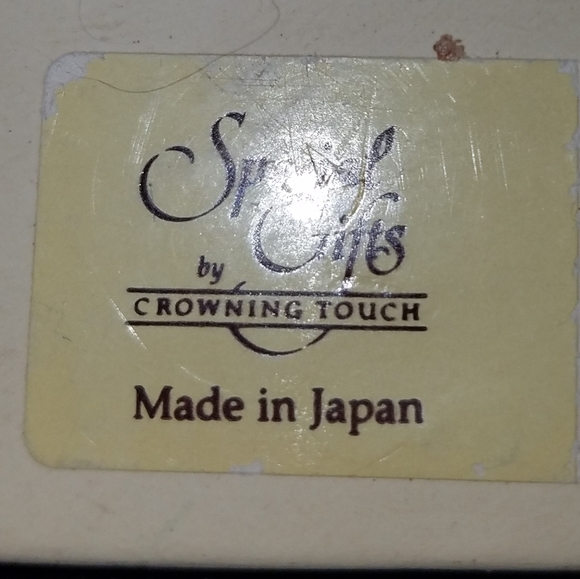 Special
Gifts
by
CROWNING TOUCH
Made in Japan